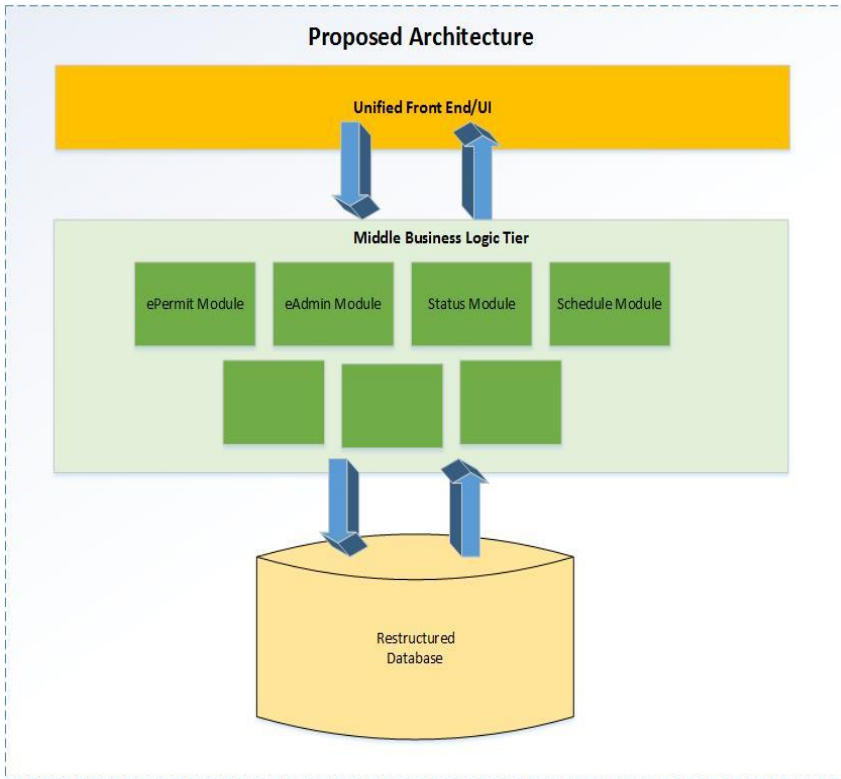 Proposed Architecture
Unified Front End/UI
Middle Business Logic Tier
ePermit Module
eAdmin Module
Status Module
Schedule Module
Restructured
Database